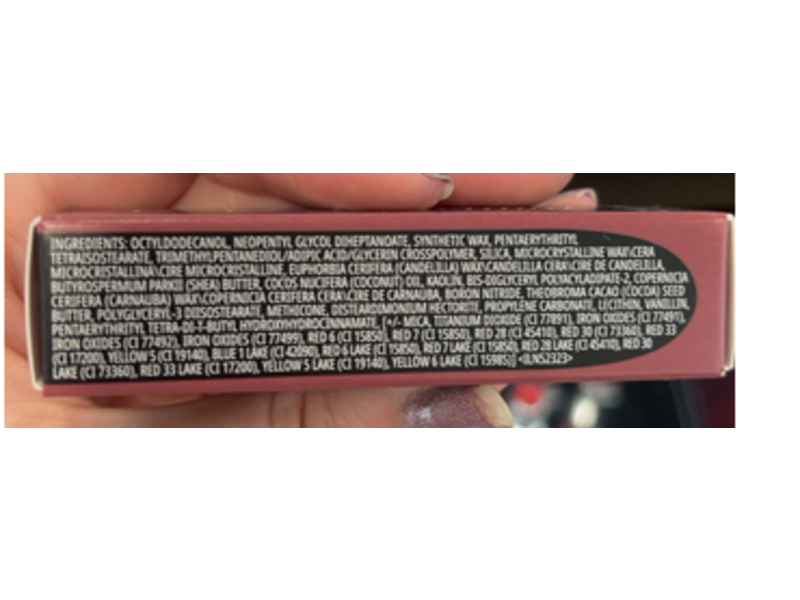 INGREDIENTS: OCTYLDODECANOL, NEOPENTYL GLYCOL DIHEPTANOATE, SYNTHETIC WAX, PENTAERYTHRITYL
TETRAISOSTEARATE, TRIMETHYLPENTANEDIOL/ADIPIC ACID/GLYCERIN CROSSPOLYMER, SILICA, MICROCRYSTALLINE WAX\CERA
MICROCRISTALLINA\CIRE MICROCRISTALLINE, EUPHORBIA CERIFERA (CANDELILLA) WAX\CANDELILLA CERA\CIRE DE CANDELILLA,
BUTYROSPERMUM PARKII (SHEA) BUTTER, COCOS NUCIFERA (COCONUT) OIL, KAOLIN, BIS-DIGLYCERYL POLYACYLADIPATE-2, COPERNICIA
CERIFERA (CARNAUBA) WAX\COPERNICIA CERIFERA CERA\CIRE DE CARNAUBA, BORON NITRIDE, THEOBROMA CACAO (COCOA) SEED
BUTTER, POLYGLYCERYL-3 DIISOSTEARATE, METHICONE, DISTEARDIMONIUM HECTORITE, PROPYLENE CARBONATE, LECITHIN, VANILLIN,
PENTAERYTHRITYL TETRA-DI-T-BUTYL HYDROXYHYDROCINNAMATE, [+/- MICA, TITANIUM DIOXIDE (CI 77891), IRON OXIDES (CI 77491),
IRON OXIDES (CI 77492), IRON OXIDES (CI 77499), RED 6 (CI 15850), RED 7 (CI 15850), RED 28 (CI 45410), RED 30 (CI 73360), RED 33
(CI 17200), YELLOW 5 (CI 19140), BLUE 1 LAKE (CI 42090), RED 6 LAKE (CI 15850), RED 7 LAKE (CI 15850), RED 28 LAKE (CI 45410), RED 30
LAKE (CI 73360), RED 33 LAKE (CI 17200), YELLOW 5 LAKE (CI 19140), YELLOW 6 LAKE (CI 15985)] <ILN52323>